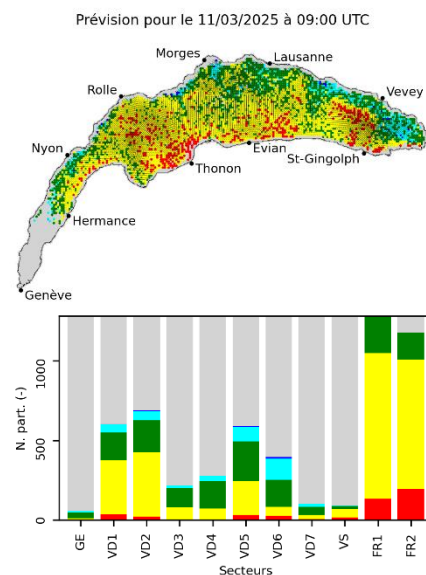 Prévision pour le 11/03/2025 à 09:00 UTC
Morges
Lausanne
Rolle
Vevey
Nyon
Evian
St-Gingolph
Thonon
Hermance
Genève
N. part. (-)
1000
500
0
GE VD1 VD2 VD3 VD4 VD5 VD6 VD7 VS FR1 FR2
Secteurs